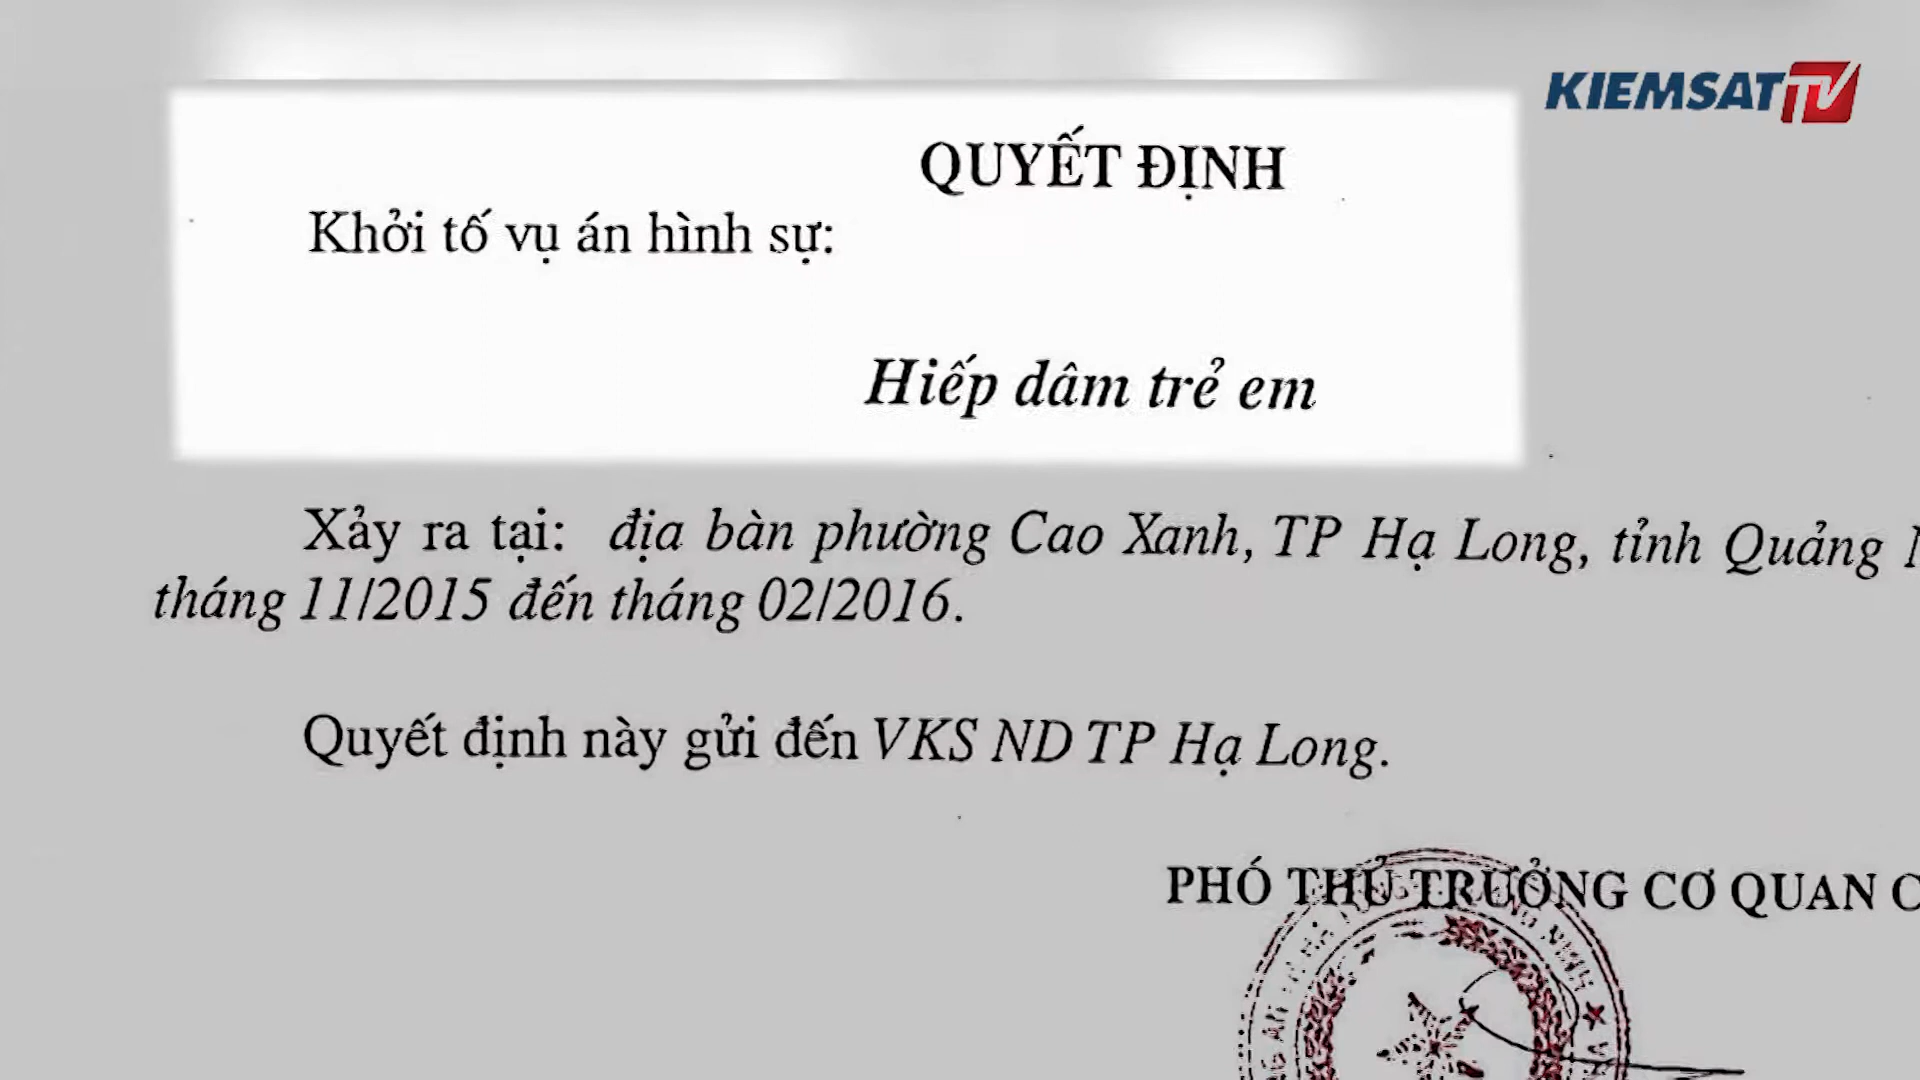 KIEMSAT TV
QUYẾT ĐỊNH
Khởi tố vụ án hình sự:
Hiếp dâm trẻ em
Xảy ra tại: địa bàn phường Cao Xanh, TP Hạ Long, tỉnh Quảng
tháng 11/2015 đến tháng 02/2016.
Quyết định này gửi đến VKS ND TP Hạ Long.
PHÓ THỦ TRƯỞNG CƠ QUAN C